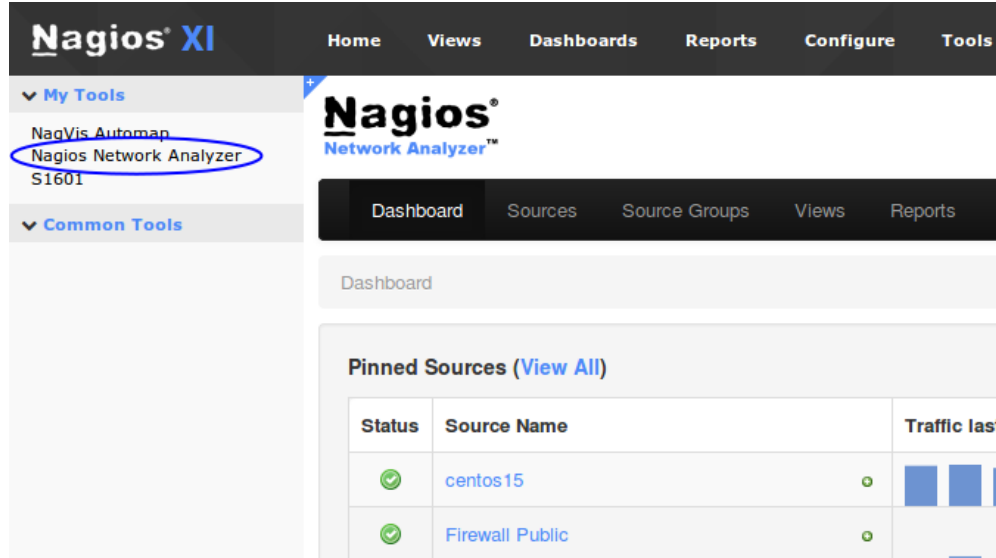 Nagios® XI
Home Views Dashboards Reports Configure Tools
My Tools
NagVis Automap
Nagios Network Analyzer
S1601
Common Tools
Nagios®
Network Analyzer™
Dashboard Sources Source Groups Views Reports
Dashboard
Pinned Sources (View All)
Status Source Name Traffic las
centos15
Firewall Public